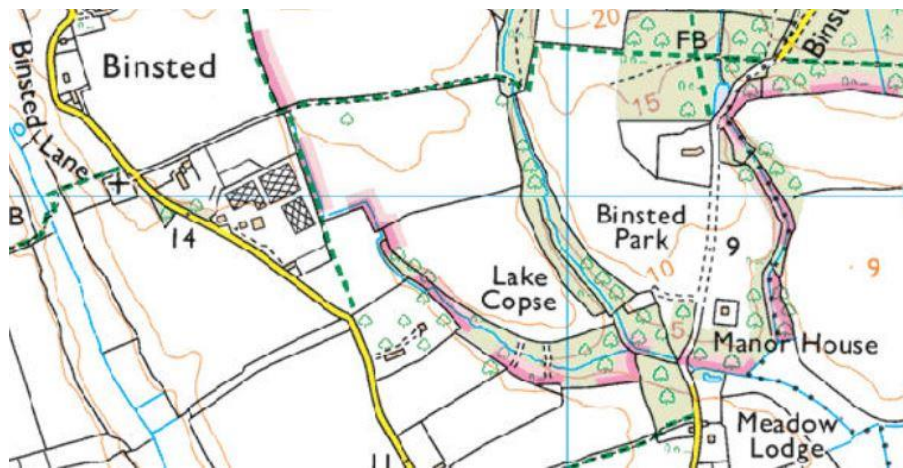 20
Binsted
FB
15
Binsted Lane
B
14
Binsted
Park
9
10
9
Lake
Copse
5
Manor House
Meadow
Lodge
11